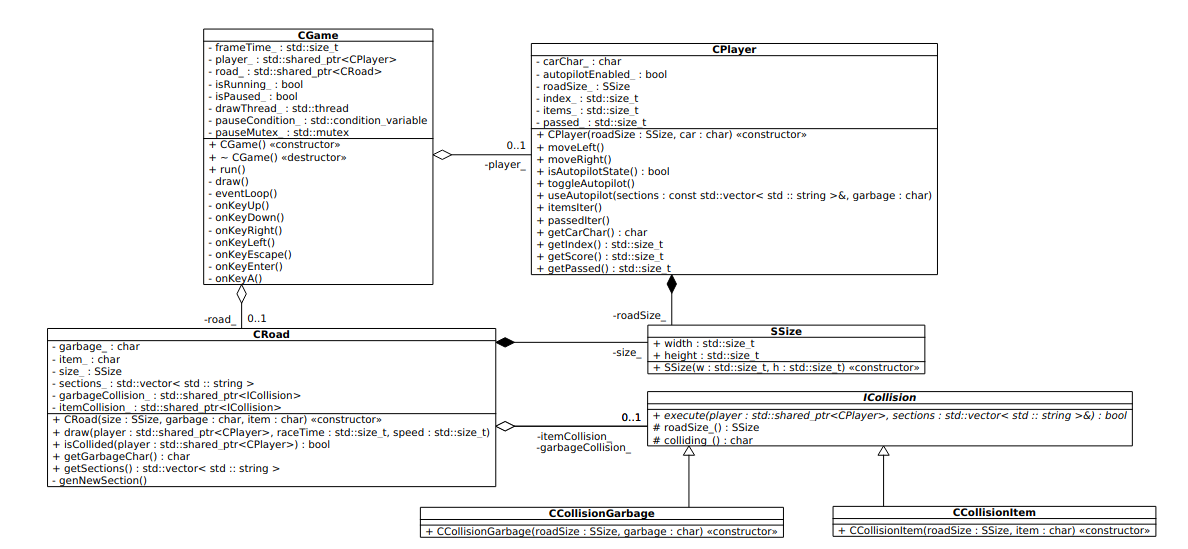 CGame
- frameTime_ : std::size_t
- player_ : std::shared_ptr<CPlayer>
- road_ : std::shared_ptr<CRoad>
- isRunning_ : bool
- isPaused_ : bool
- drawThread_ : std::thread
- pauseCondition_ : std::condition_variable
- pauseMutex_ : std::mutex
+ CGame() «constructor»
+ ~ CGame() «destructor»
+ run()
- draw()
- eventLoop()
- onKeyUp()
- onKeyDown()
- onKeyRight()
- onKeyLeft()
- onKeyEscape()
- onKeyEnter()
- onKeyA()
0..1
-player_
CPlayer
- carChar_ : char
- autopilotEnabled_ : bool
- roadSize_ : SSize
- index_ : std::size_t
- items_ : std::size_t
- passed_ : std::size_t
+ CPlayer(roadSize : SSize, car : char) «constructor»
+ moveLeft()
+ moveRight()
+ isAutopilotState() : bool
+ toggleAutopilot()
+ useAutopilot(sections : const std::vector< std :: string >&, garbage : char)
+ itemsIter()
+ passedIter()
+ getCarChar() : char
+ getIndex() : std::size_t
+ getScore() : std::size_t
+ getPassed() : std::size_t
-road_ 0..1
-roadSize_
CRoad
- garbage_ : char
- item_ : char
- size_ : SSize
- sections_ : std::vector< std :: string >
- garbageCollision_ : std::shared_ptr<ICollision>
- itemCollision_ : std::shared_ptr<ICollision>
+ CRoad(size : SSize, garbage : char, item : char) «constructor»
+ draw(player : std::shared_ptr<CPlayer>, raceTime : std::size_t, speed : std::size_t)
+ isCollided(player : std::shared_ptr<CPlayer>) : bool
+ getGarbageChar() : char
+ getSections() : std::vector< std :: string >
- genNewSection()
-size_
SSize
+ width : std::size_t
+ height : std::size_t
+ SSize(w : std::size_t, h : std::size_t) «constructor»
0..1
-itemCollision_
-garbageCollision_
ICollision
+ execute(player : std::shared_ptr<CPlayer>, sections : std::vector< std :: string >&) : bool
# roadSize_() : SSize
# colliding_() : char
CCollisionGarbage
+ CCollisionGarbage(roadSize : SSize, garbage : char) «constructor»
CCollisionItem
+ CCollisionItem(roadSize : SSize, item : char) «constructor»